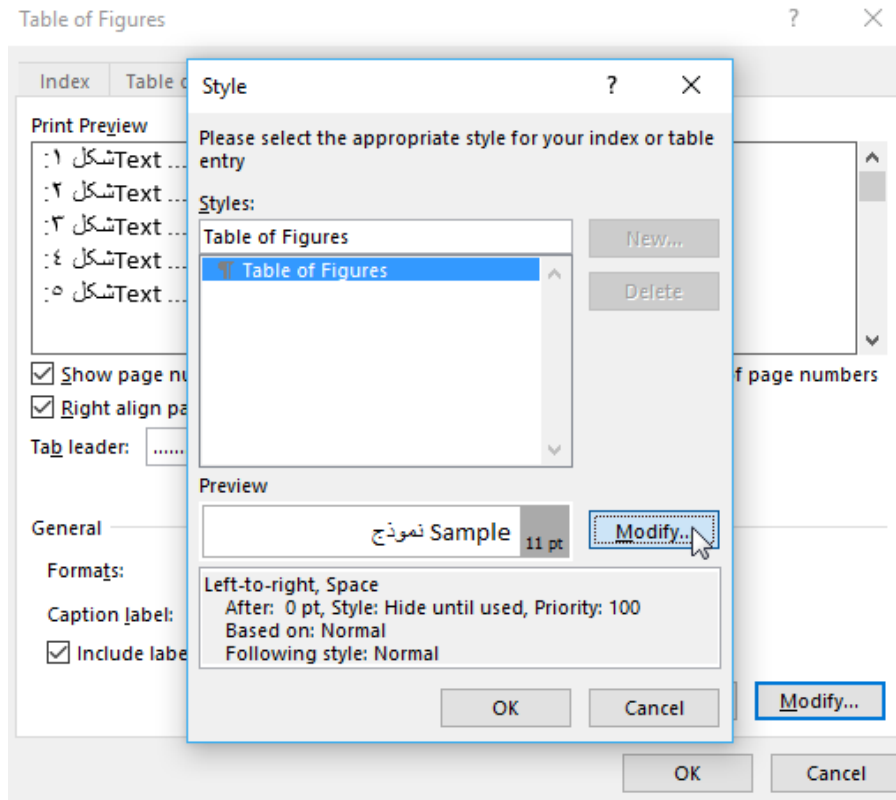 Table of Figures
?
Index
Table
Style
?
Print Preview
Please select the appropriate style for your index or table
entry
شكل ١: Text ...
شكل ٢: Text ...
شكل ٣: Text ...
شكل ٤: Text ...
شكل ٥: Text ...
Styles:
Table of Figures
New...
Table of Figures
Delete
Show page
f page numbers
Right align
Tab leader:
......
Preview
نموذج Sample
11 pt
Modify...
General
Formats:
Left-to-right, Space
After: 0 pt, Style: Hide until used, Priority: 100
Based on: Normal
Following style: Normal
Caption label:
Include
OK
Cancel
Modify...
OK
Cancel